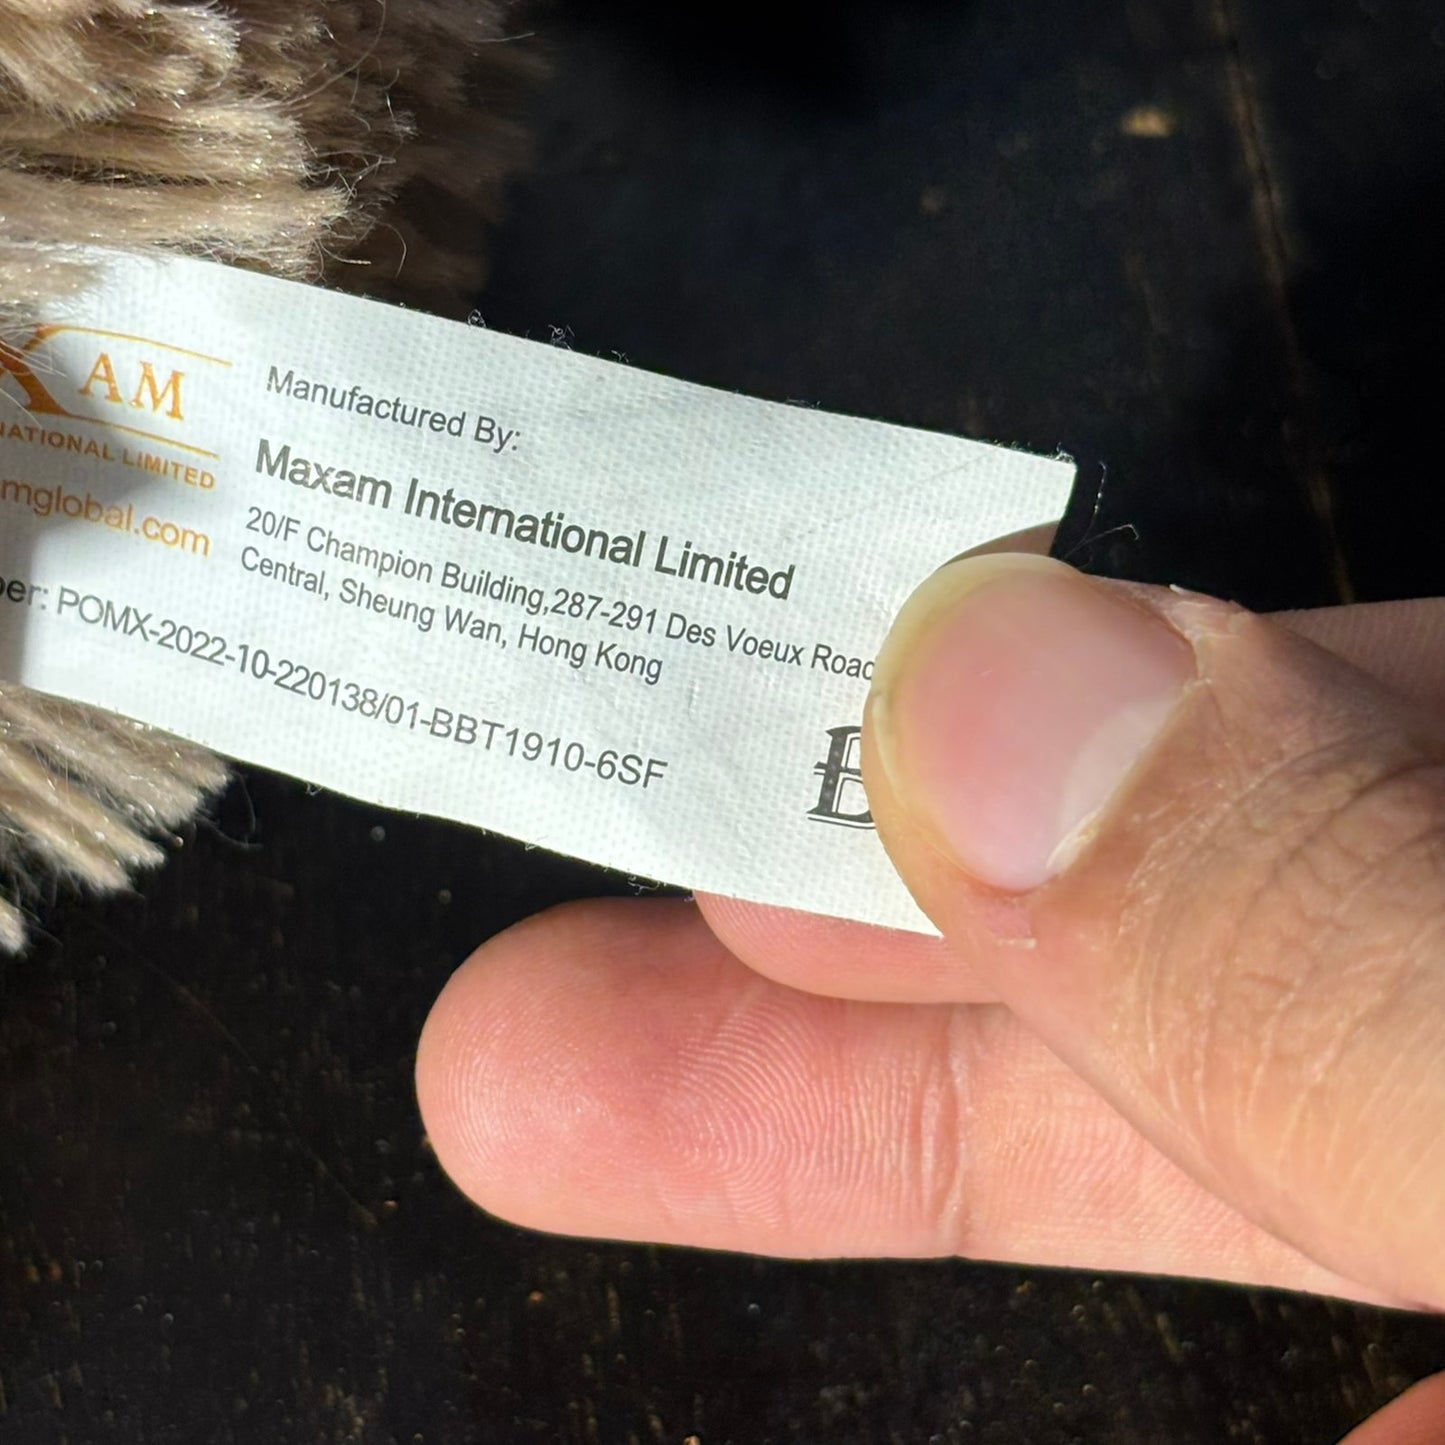 XAM
NATIONAL LIMITED
mglobal.com
Manufactured By:
Maxam International Limited
20/F Champion Building,287-291 Des Voeux Road
Central, Sheung Wan, Hong Kong
ber: POMX-2022-10-220138/01-BBT1910-6SF